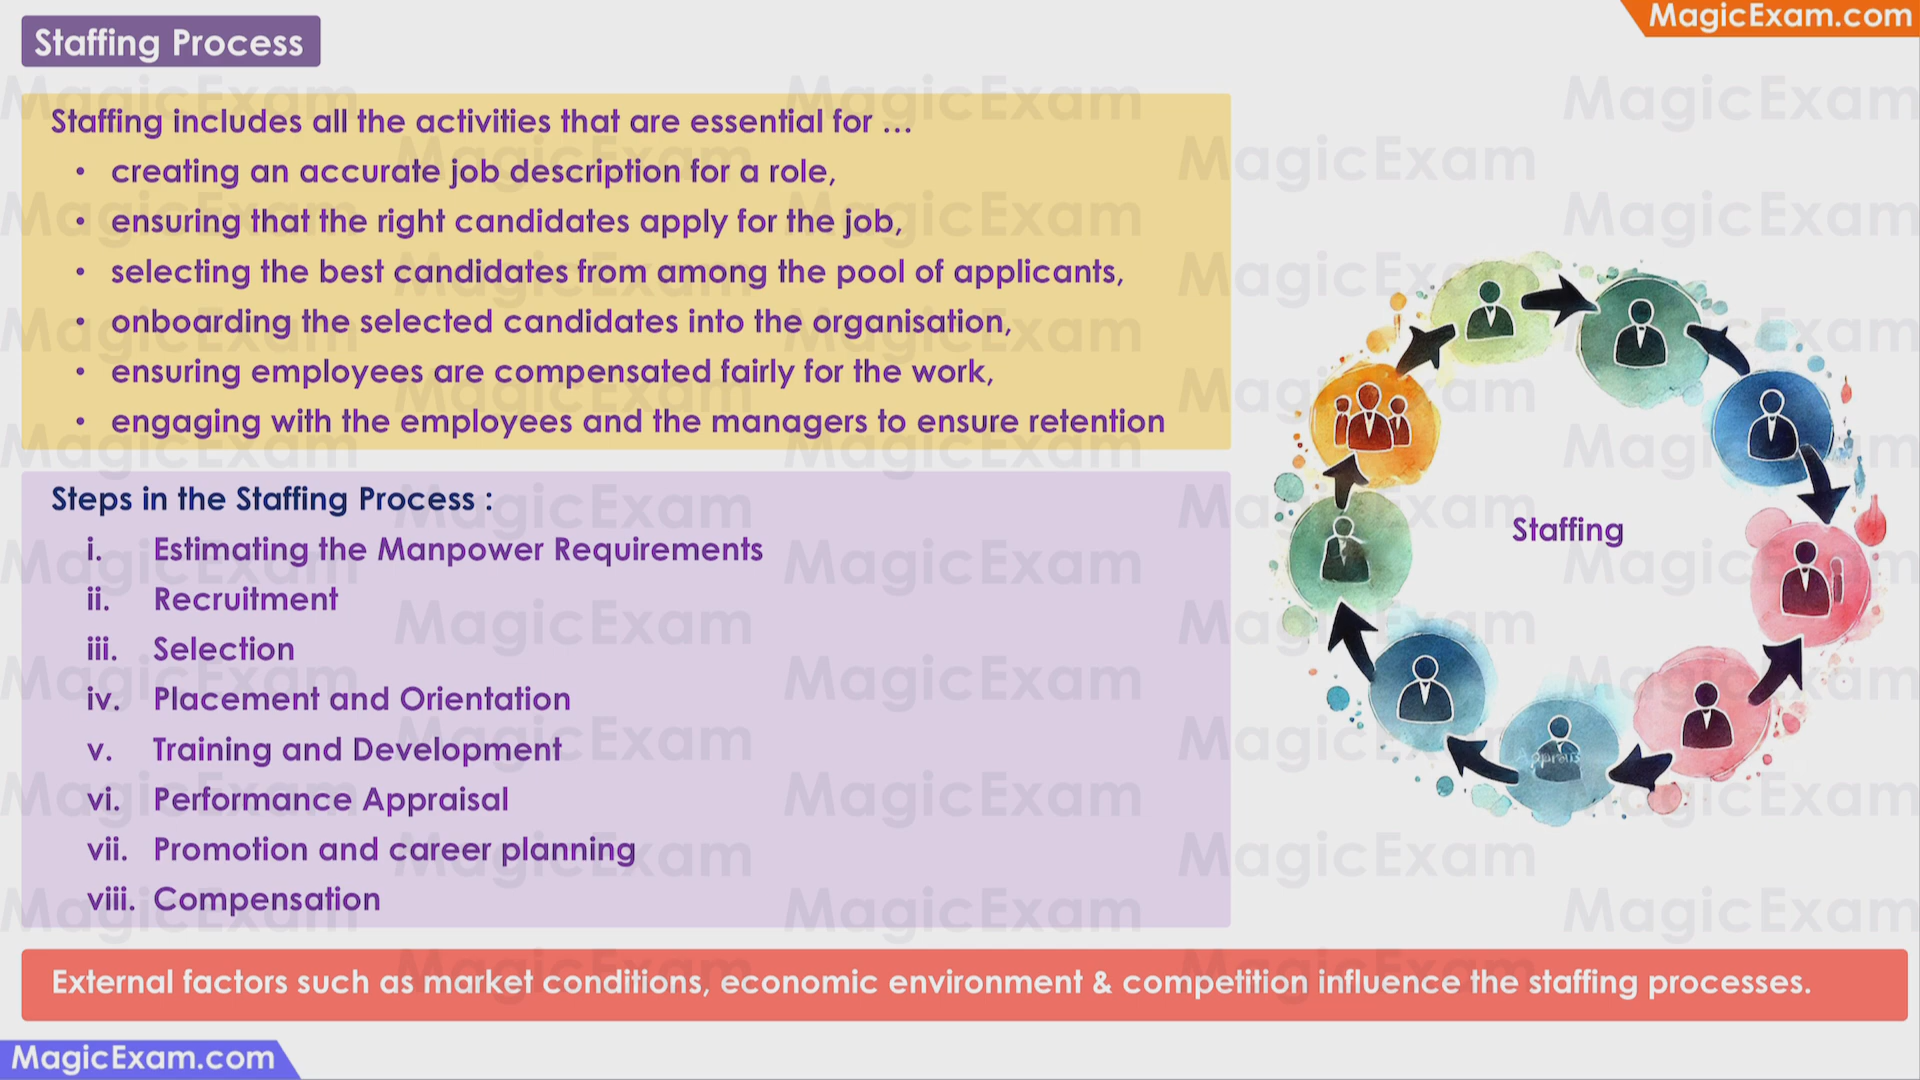 MagicExam.com
Staffing Process
Staffing includes all the activities that are essential for ...
• creating an accurate job description for a role,
• ensuring that the right candidates apply for the job,
• selecting the best candidates from among the pool of applicants,
• onboarding the selected candidates into the organisation,
• ensuring employees are compensated fairly for the work,
• engaging with the employees and the managers to ensure retention
Steps in the Staffing Process :
i. Estimating the Manpower Requirements
ii. Recruitment
iii. Selection
iv. Placement and Orientation
v. Training and Development
vi. Performance Appraisal
vii. Promotion and career planning
viii. Compensation
Staffing
External factors such as market conditions, economic environment & competition influence the staffing processes.
MagicExam.com